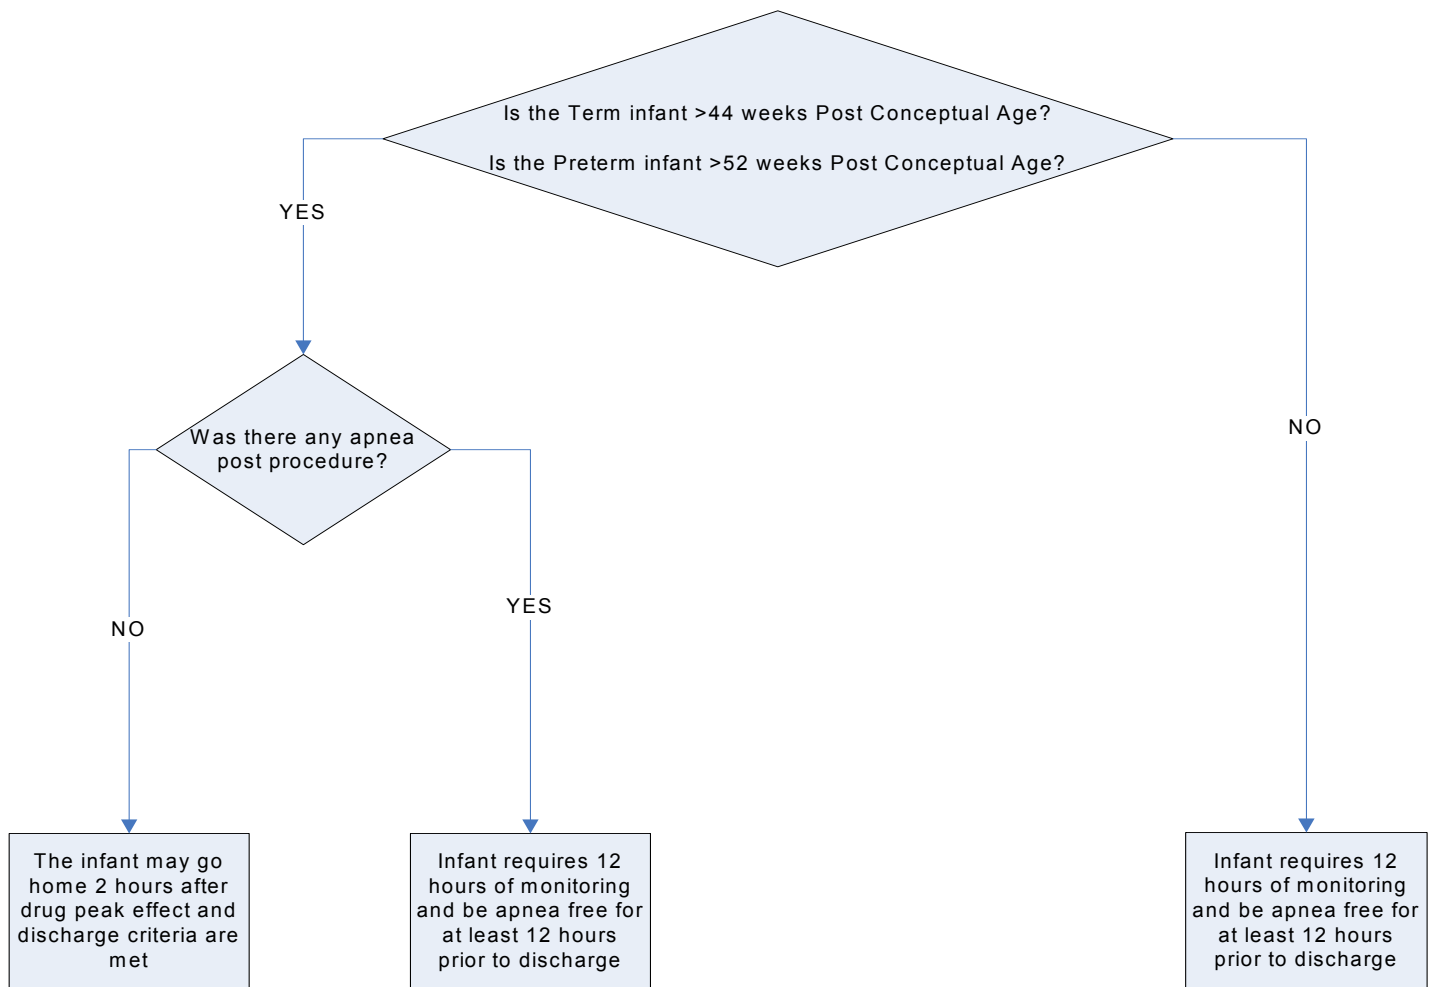 Is the Term infant >44 weeks Post Conceptual Age?
Is the Preterm infant >52 weeks Post Conceptual Age?
YES
NO
Was there any apnea
post procedure?
NO
YES
The infant may go
home 2 hours after
drug peak effect and
discharge criteria are
met
Infant requires 12
hours of monitoring
and be apnea free for
at least 12 hours
prior to discharge
Infant requires 12
hours of monitoring
and be apnea free for
at least 12 hours
prior to discharge